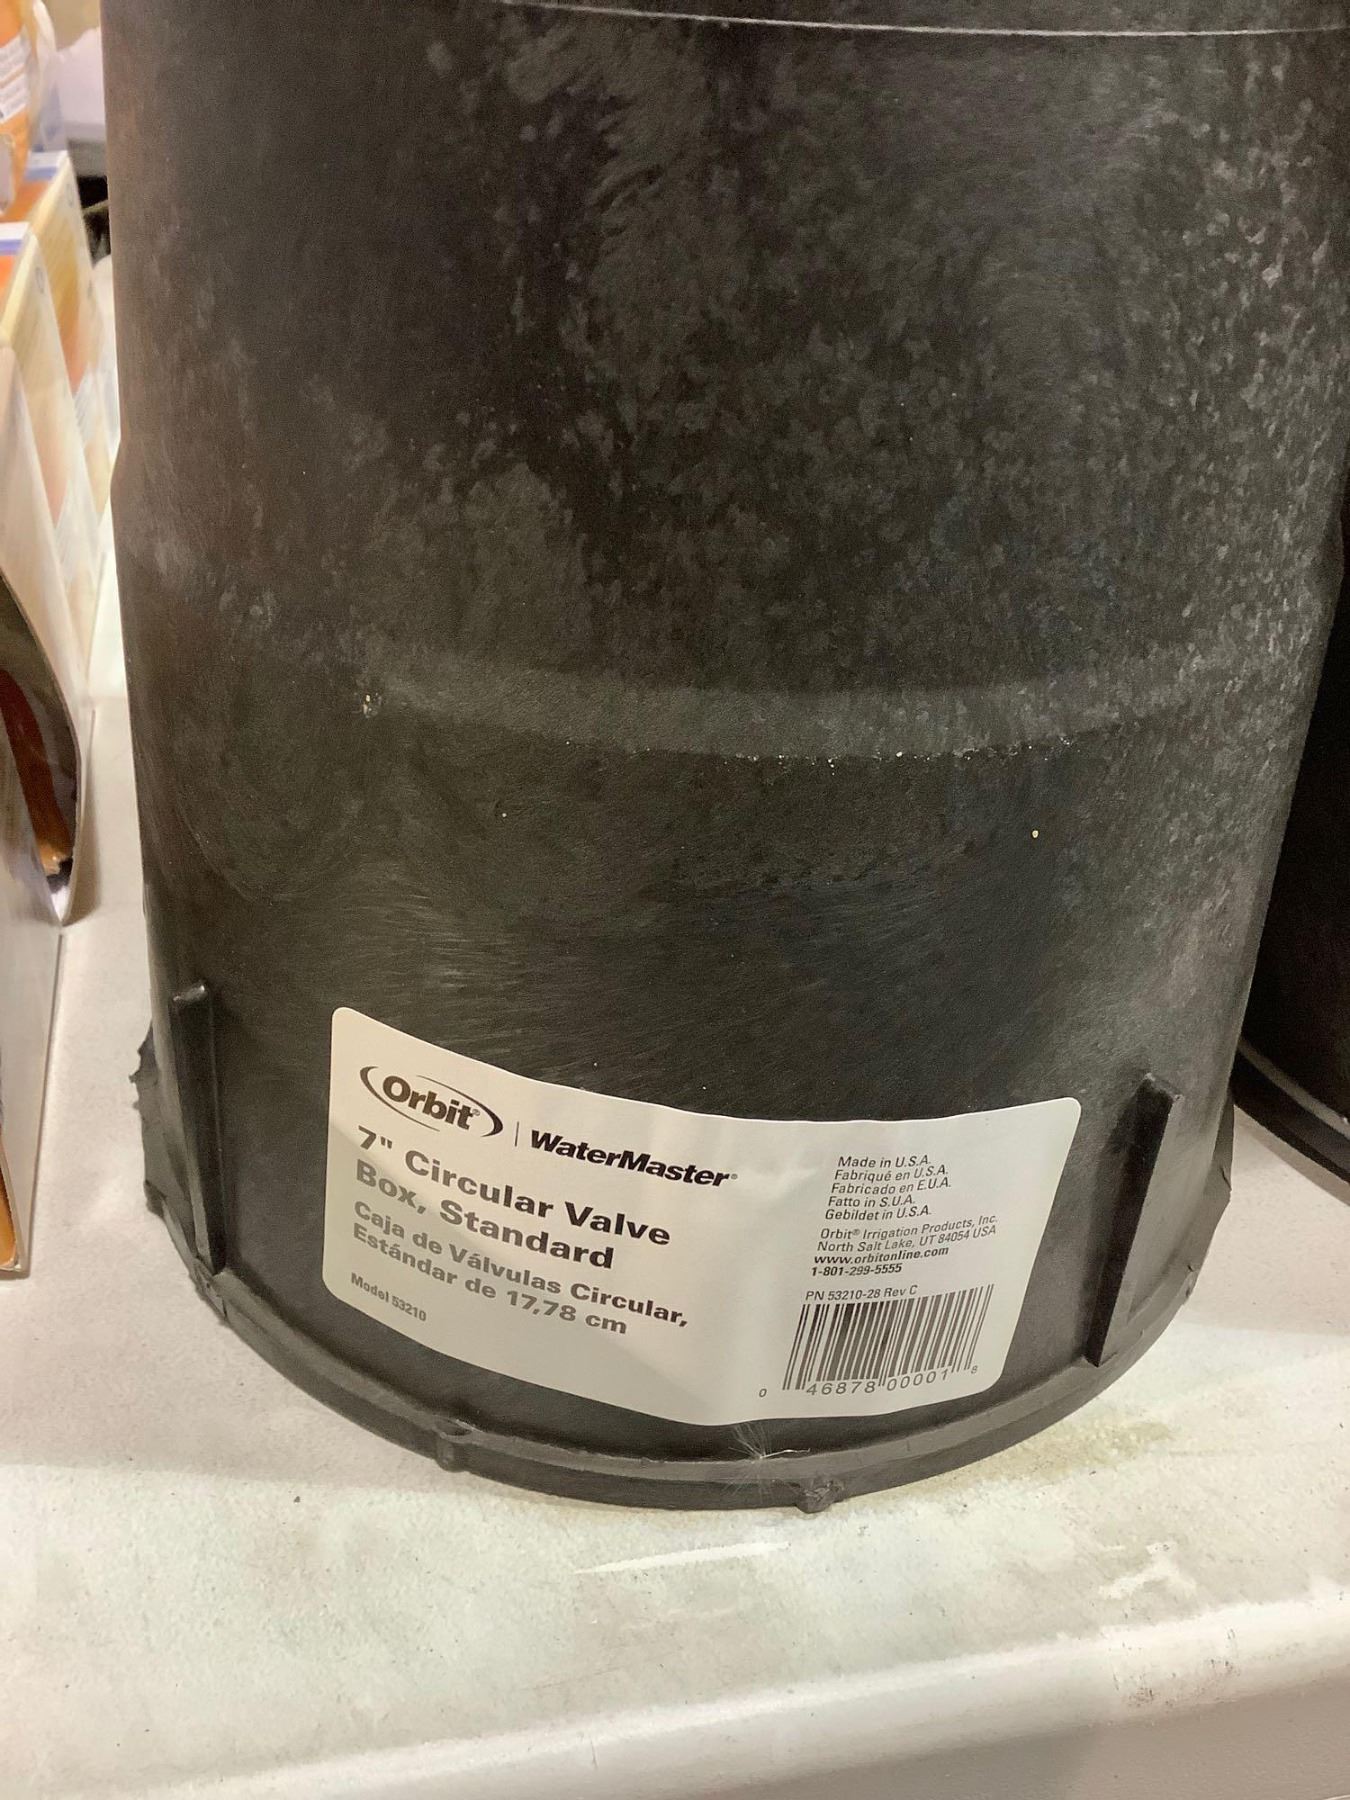 Orbit® | WaterMaster®
7" Circular Valve
Box, Standard
Caja de Válvulas Circular,
Estándar de 17,78 cm
Model 53210
Made in U.S.A.
Fabriqué en U.S.A.
Fabricado en E.U.A.
Fatto in S.U.A.
Gebildet in U.S.A.
Orbit® Irrigation Products, Inc.
North Salt Lake, UT 84054 USA
www.orbitonline.com
1-801-299-5555
PN 53210-28 Rev C
0 46878 00001 8